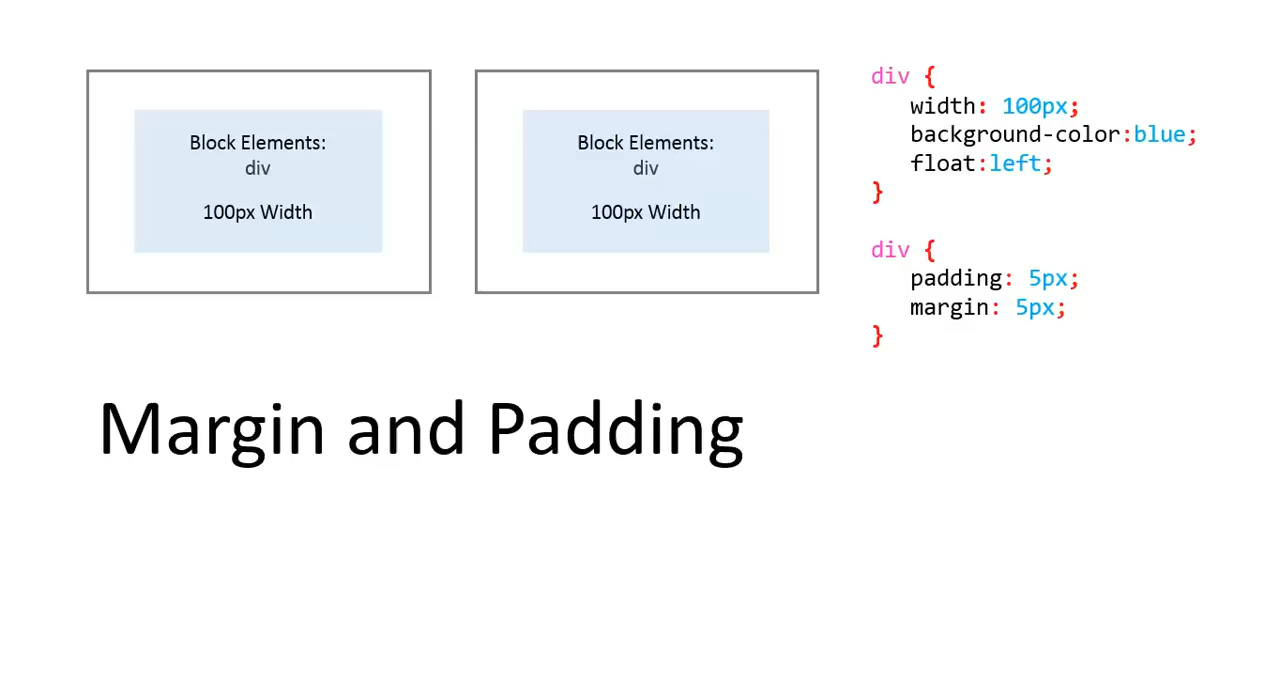 Block Elements:
div
100px Width
Block Elements:
div
100px Width
div {
width: 100px;
background-color:blue;
float:left;
}
div {
padding: 5px;
margin: 5px;
}
Margin and Padding